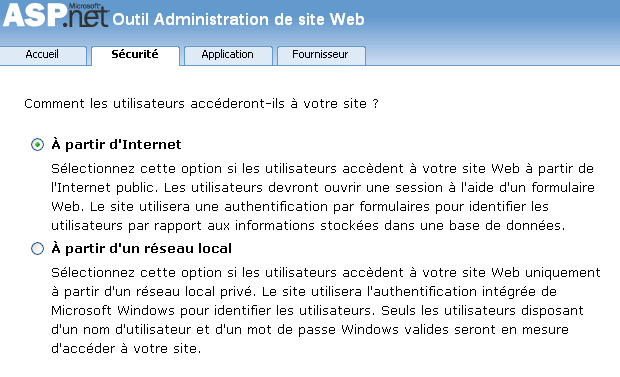 Microsoft®
ASP.net Outil Administration de site Web
Accueil Sécurité Application Fournisseur
Comment les utilisateurs accéderont-ils à votre site ?
À partir d'Internet
Sélectionnez cette option si les utilisateurs accèdent à votre site Web à partir de
l'Internet public. Les utilisateurs devront ouvrir une session à l'aide d'un formulaire
Web. Le site utilisera une authentification par formulaires pour identifier les
utilisateurs par rapport aux informations stockées dans une base de données.
À partir d'un réseau local
Sélectionnez cette option si les utilisateurs accèdent à votre site Web uniquement
à partir d'un réseau local privé. Le site utilisera l'authentification intégrée de
Microsoft Windows pour identifier les utilisateurs. Seuls les utilisateurs disposant
d'un nom d'utilisateur et d'un mot de passe Windows valides seront en mesure
d'accéder à votre site.